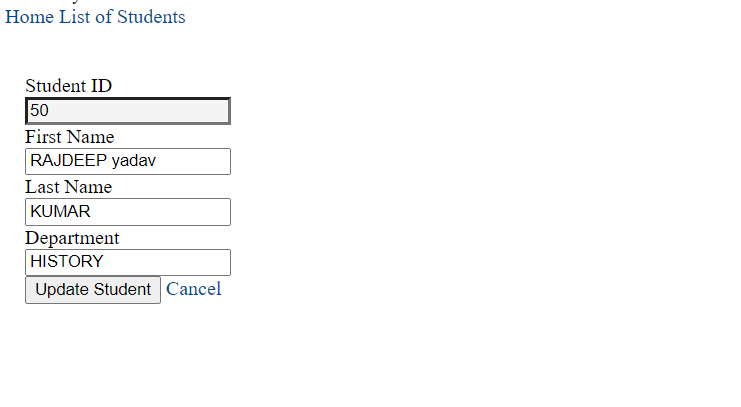 Home List of Students
Student ID
50
First Name
RAJDEEP yadav
Last Name
KUMAR
Department
HISTORY
Update Student Cancel